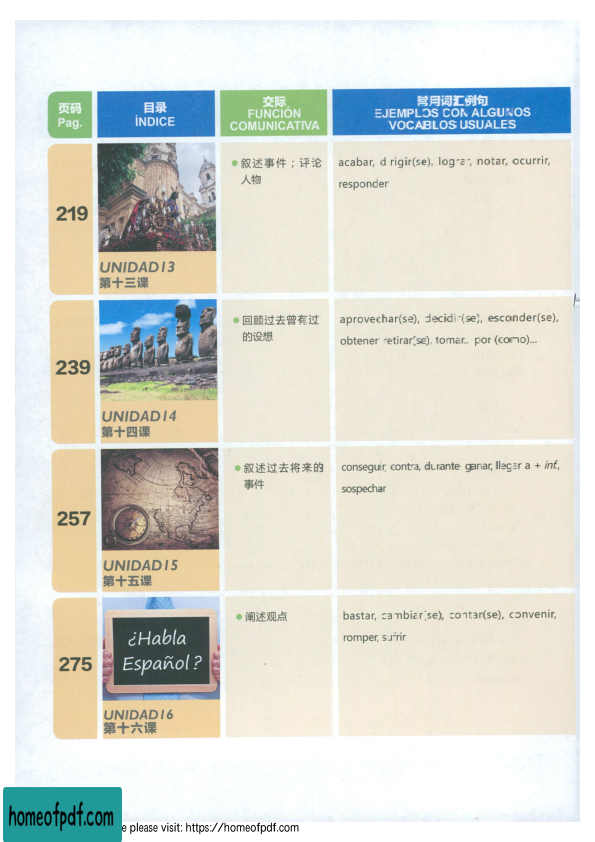 页码
Pag.
目录
ÍNDICE
交际
FUNCIÓN
COMUNICATIVA
常用词汇例句
EJEMPLOS CON ALGUNOS
VOCABLOS USUALES
219
UNIDAD13
第十三课
叙述事件；评论
人物
acabar, dirigir(se), lograr, notar, ocurrir,
responder
239
UNIDAD14
第十四课
回顾过去曾有过
的设想
aprovechar(se), decidir(se), esconder(se),
obtener retirar(se), tomar... por (como)...
257
UNIDAD15
第十五课
叙述过去将来的
事件
conseguir, contra, durante ganar, llegar a + inf.,
sospechar
275
¿Habla
Español?
UNIDAD16
第十六课
阐述观点
bastar, cambiar(se), contar(se), convenir,
romper, sufrir
homeofpdf.com
e please visit: https://homeofpdf.com